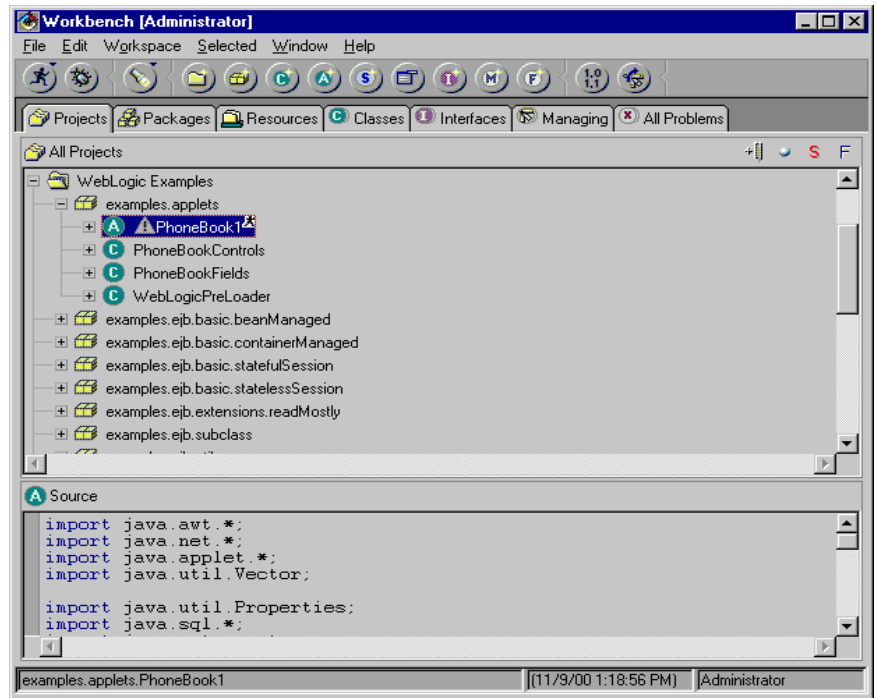 Workbench [Administrator]
File Edit Workspace Selected Window Help
C A S I M F 1.0 1.1
Projects Packages Resources C Classes I Interfaces Managing All Problems
All Projects S F
WebLogic Examples
examples.applets
A PhoneBook1
C PhoneBookControls
C PhoneBookFields
C WebLogicPreLoader
examples.ejb.basic.beanManaged
examples.ejb.basic.containerManaged
examples.ejb.basic.statefulSession
examples.ejb.basic.statelessSession
examples.ejb.extensions.readMostly
examples.ejb.subclass
A Source
import java.awt.*;
import java.net.*;
import java.applet.*;
import java.util.Vector;
import java.util.Properties;
import java.sql.*;
examples.applets.PhoneBook1 (11/9/00 1:18:56 PM) Administrator